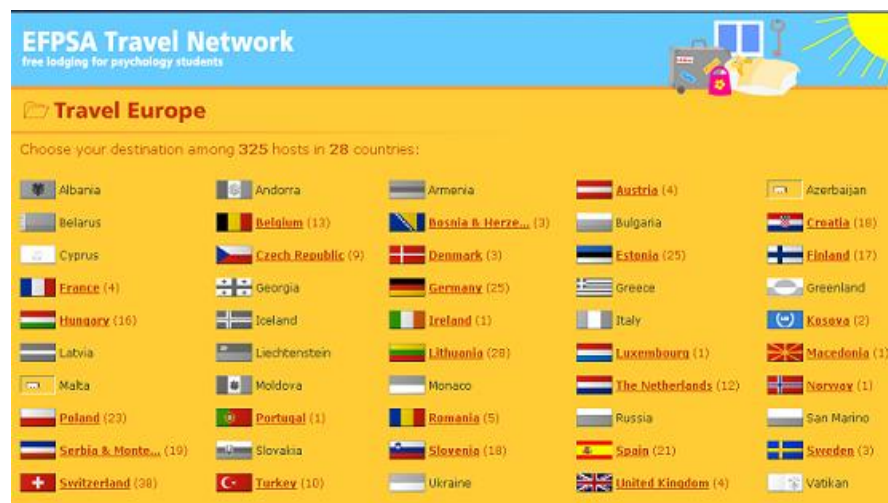 EFPSA Travel Network
free lodging for psychology students
Travel Europe
Choose your destination among 325 hosts in 28 countries:
Albania Andorra Armenia Austria (4) Azerbaijan
Belarus Belgium (13) Bosnia & Herze... (3) Bulgaria Croatia (18)
Cyprus Czech Republic (9) Denmark (3) Estonia (25) Finland (17)
France (4) Georgia Germany (25) Greece Greenland
Hungary (16) Iceland Ireland (1) Italy Kosova (2)
Latvia Liechtenstein Lithuania (28) Luxembourg (1) Macedonia (1)
Malta Moldova Monaco The Netherlands (12) Norway (1)
Poland (23) Portugal (1) Romania (5) Russia San Marino
Serbia & Monte... (19) Slovakia Slovenia (18) Spain (21) Sweden (3)
Switzerland (38) Turkey (10) Ukraine United Kingdom (4) Vatikan